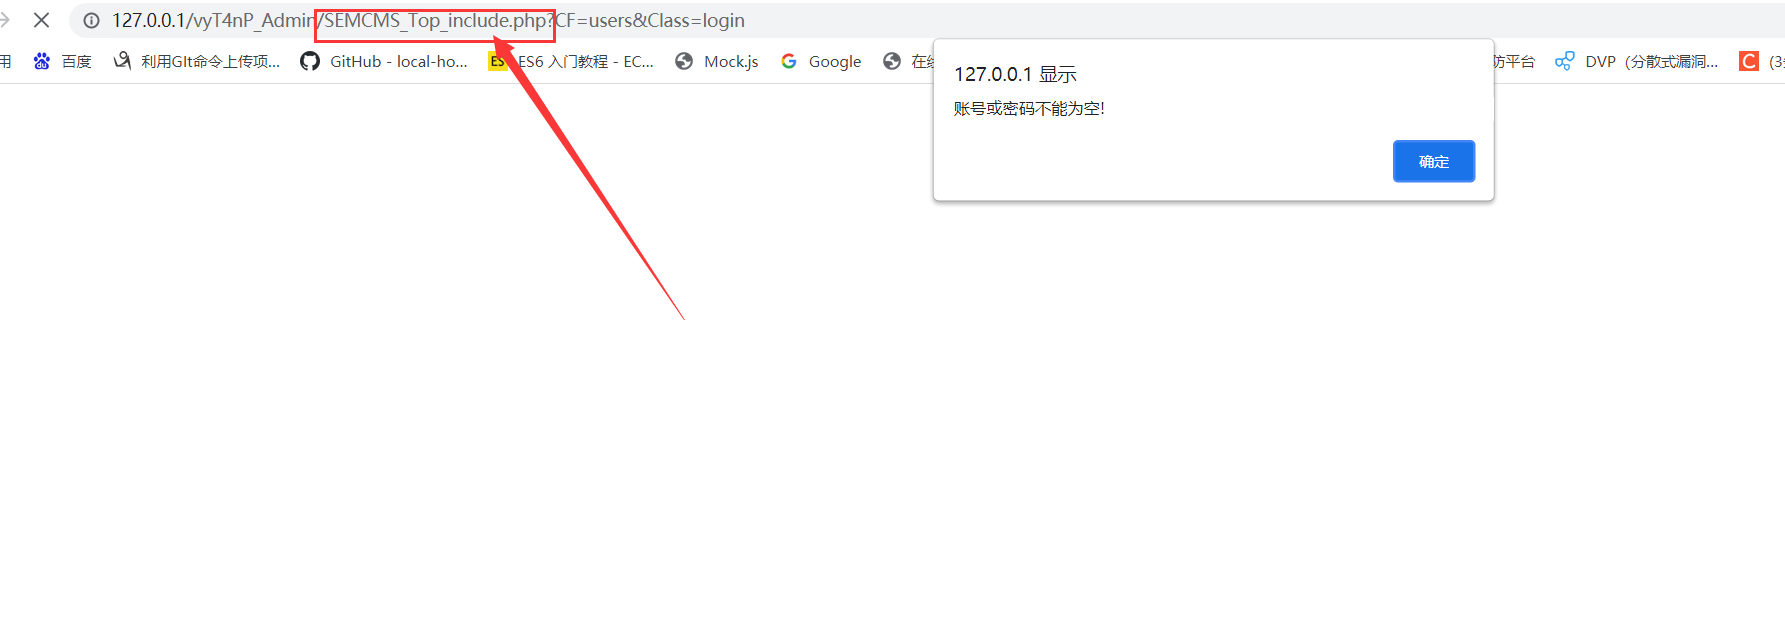 127.0.0.1/vyT4nP_Admin/SEMCMS_Top_include.php?CF=users&Class=login
用 百度 利用GIt命令上传项... GitHub - local-ho... ES ES6 入门教程 - EC... Mock.js Google 在线 防平台 DVP（分散式漏洞... C (3
127.0.0.1 显示
账号或密码不能为空!
确定